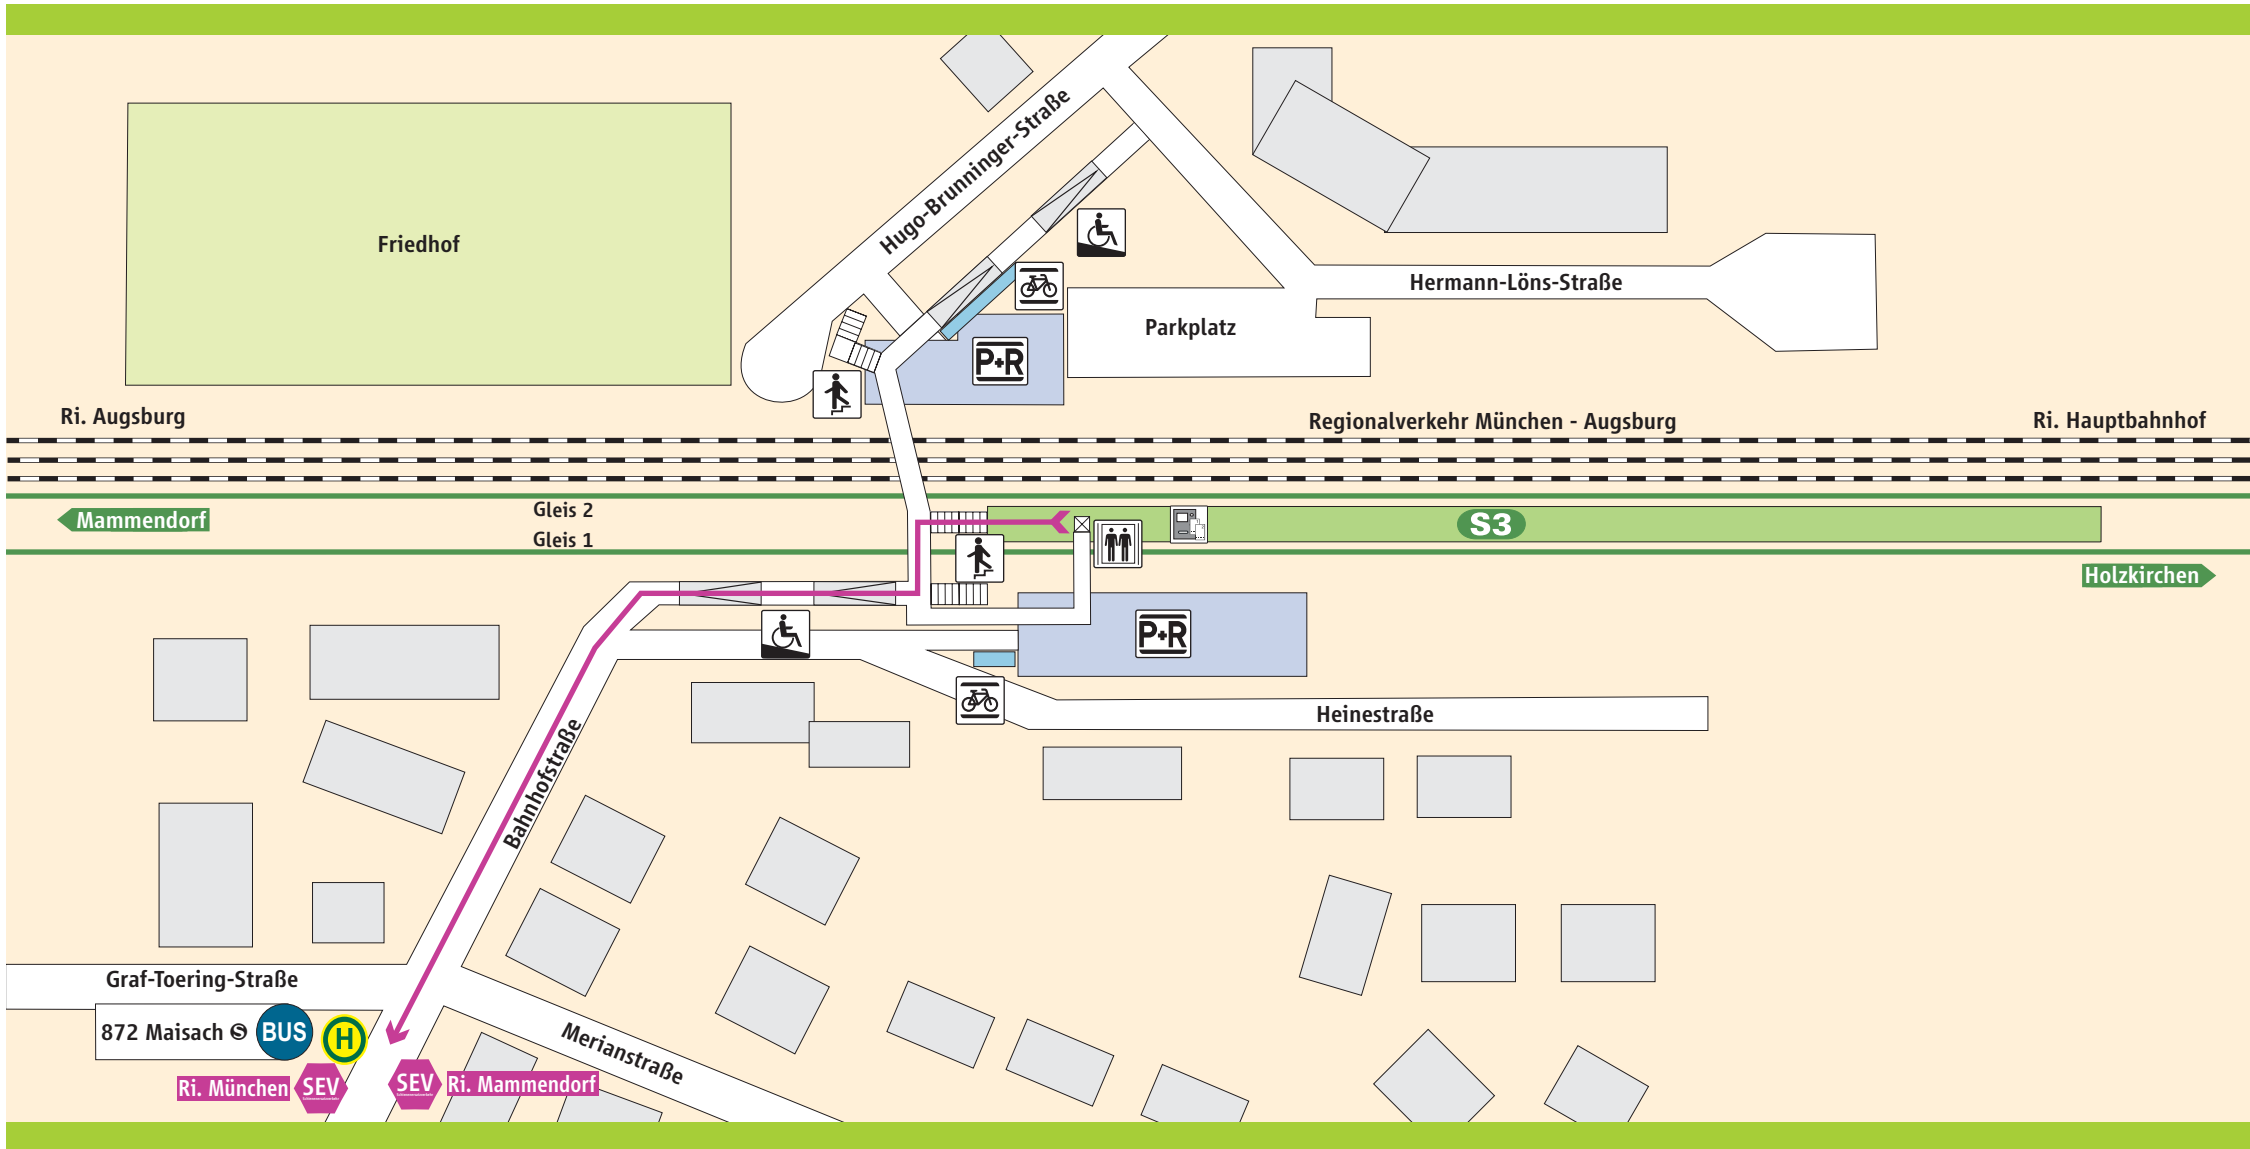 Hugo-Brunninger-Straße
Friedhof
Hermann-Löns-Straße
Parkplatz
P+R
Ri. Augsburg
Regionalverkehr München - Augsburg
Ri. Hauptbahnhof
Gleis 2
Mammendorf
S3
Gleis 1
Holzkirchen
P+R
Heinestraße
Bahnhofstraße
Graf-Toering-Straße
872 Maisach S
BUS
H
Merianstraße
Ri. München
SEV
SEV
Ri. Mammendorf